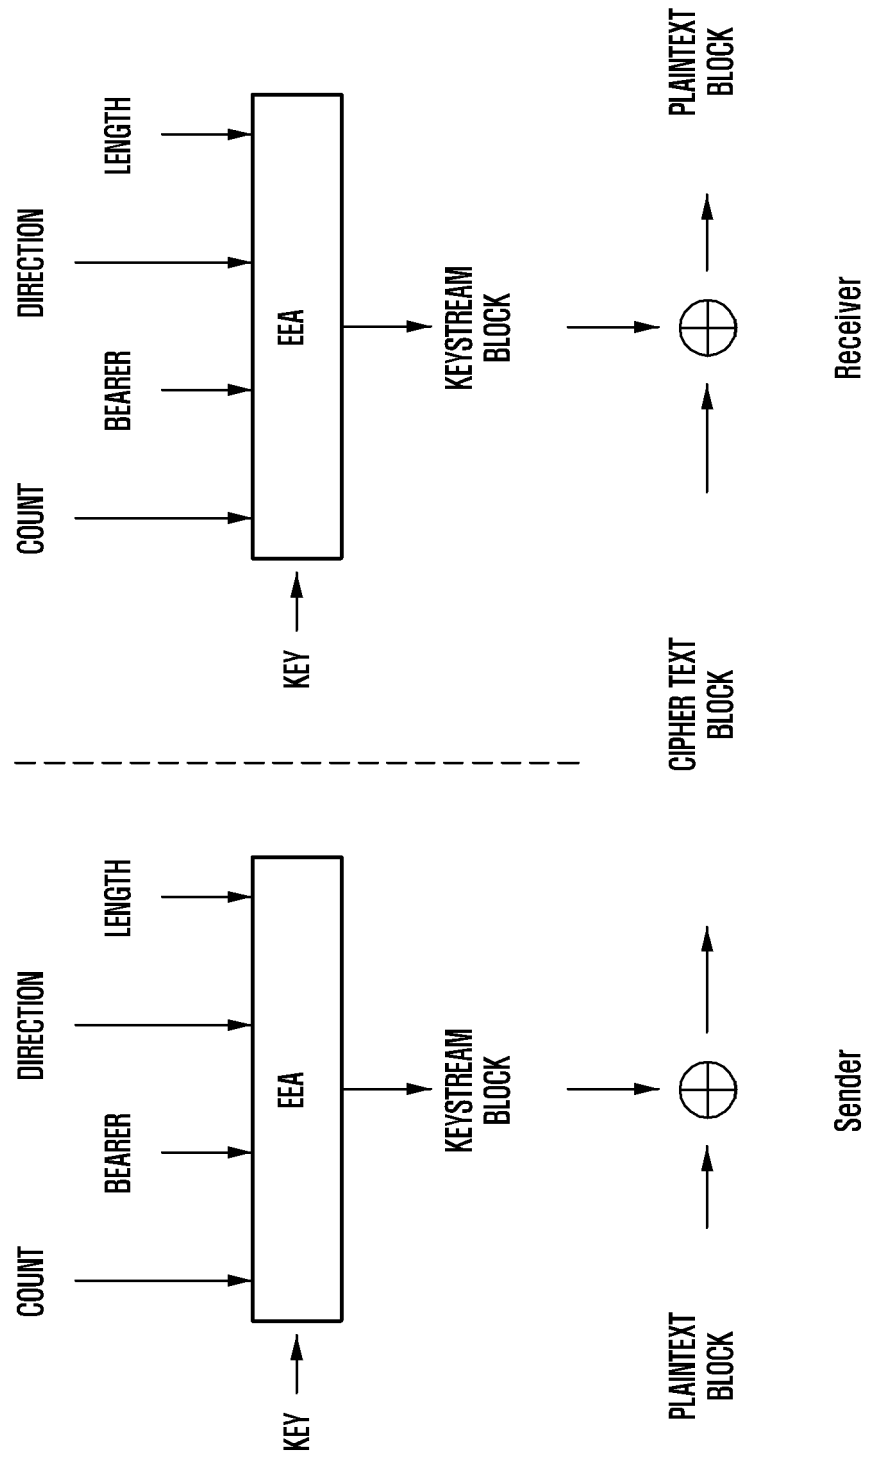 COUNT
DIRECTION
BEARER
LENGTH
KEY
EEA
KEYSTREAM
BLOCK
PLAINTEXT
BLOCK
Sender
COUNT
DIRECTION
BEARER
LENGTH
KEY
EEA
KEYSTREAM
BLOCK
CIPHER TEXT
BLOCK
PLAINTEXT
BLOCK
Receiver